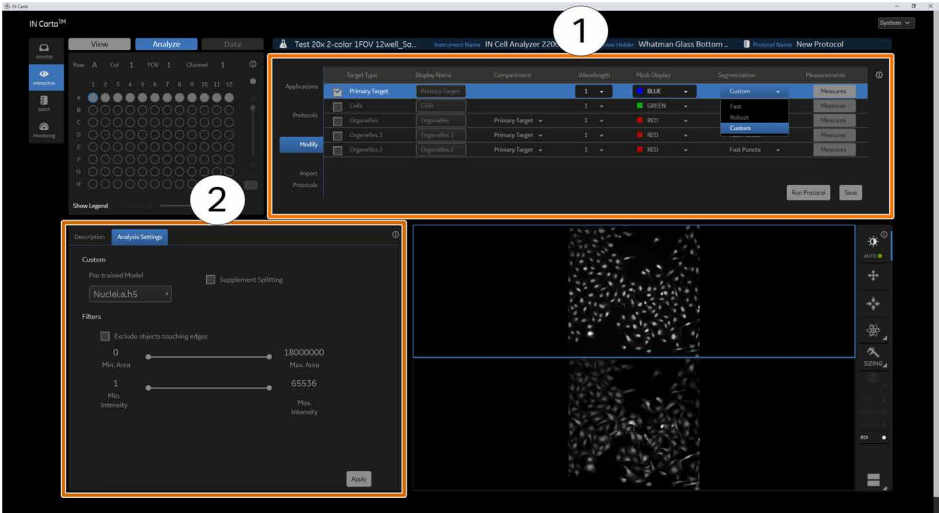 IN Carta
IN Carta™
System
View Analyze Data
Test 20x 2-color 1FOV 12well_Sa... Instrument Name IN Cell Analyzer 220 Holder Whatman Glass Bottom ... Protocol Name New Protocol
1
Row A Col 1 FOV 1 Channel 1
1 2 3 4 5 6 7 8 9 10 11 12
A
B
C
D
E
F
G
H
Show Legend
Interactive
Batch
Monitoring
Applications
Protocols
Modify
Import
Protocols
Target Type Display Name Compartment Wavelength Mask Display Segmentation Measurements
Primary Target Primary Target 1 BLUE Custom Measures
Cells Cells 1 GREEN Fast Measures
Organelles Organelles Primary Target 1 RED Robust Measures
Organelles 1 Organelles 1 Primary Target 1 RED Custom Measures
Organelles 2 Organelles 2 Primary Target 1 RED Fast Puncta Measures
Run Protocol Save
2
Description Analysis Settings
Custom
Pre-trained Model
Supplement Splitting
Nuclei.a.h5
Filters
Exclude objects touching edges
0 18000000
Min. Area Max. Area
1 65536
Min.
Intensity
Max.
Intensity
Apply
AUTO
SIZING
ROI